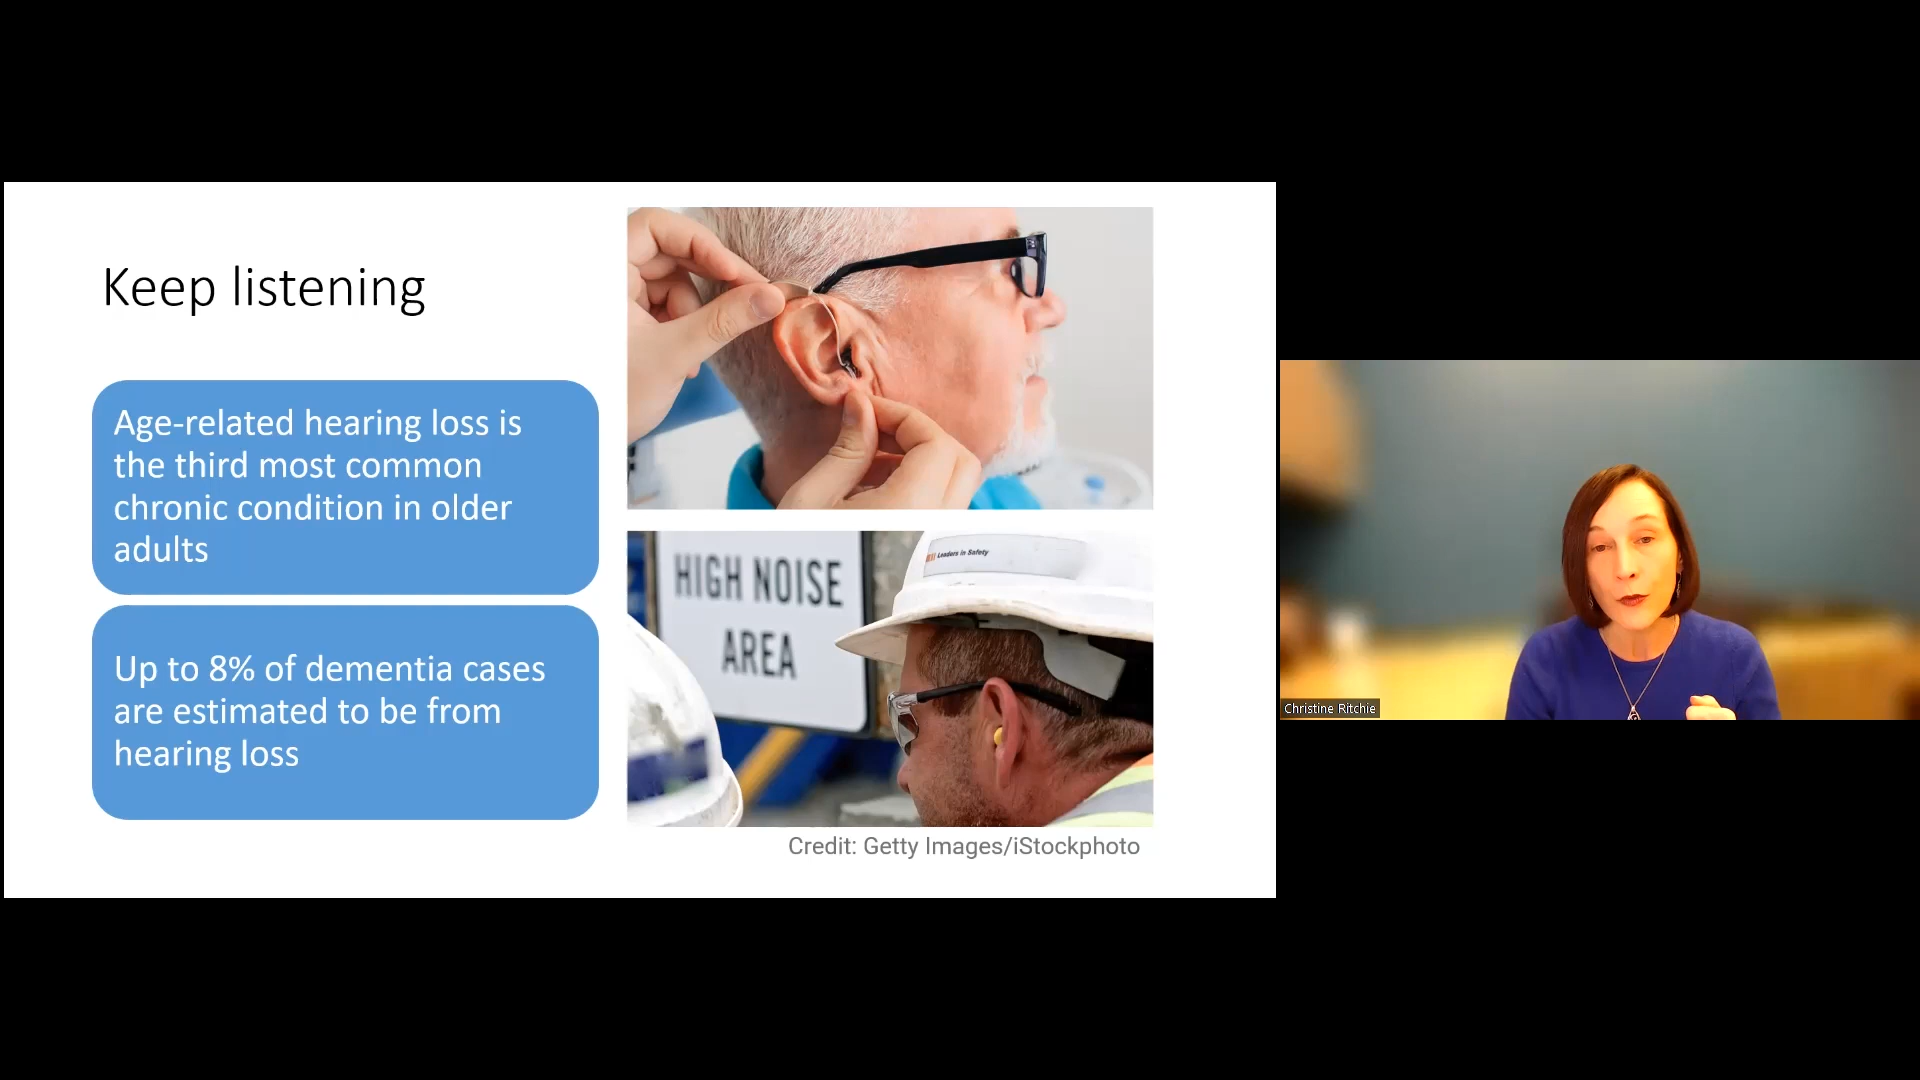 Keep listening
Age-related hearing loss is
the third most common
chronic condition in older
adults
Up to 8% of dementia cases
are estimated to be from
hearing loss
Leaders in Safety
HIGH NOISE
AREA
Credit: Getty Images/iStockphoto
Christine Ritchie